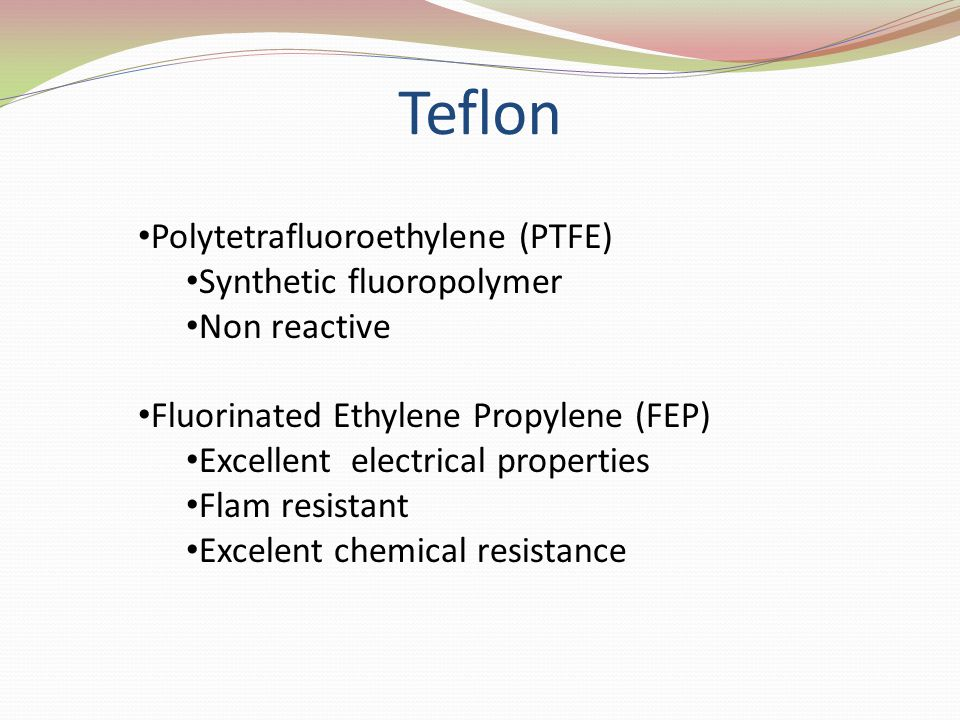 Teflon
•Polytetrafluoroethylene (PTFE)
•Synthetic fluoropolymer
•Non reactive
•Fluorinated Ethylene Propylene (FEP)
•Excellent  electrical properties
•Flam resistant
•Excelent chemical resistance